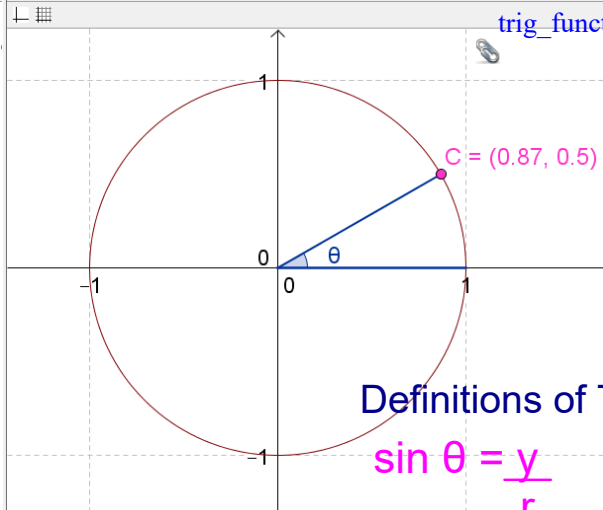 trig_funct
1
C = (0.87, 0.5)
0
θ
−1
0
1
Definitions of
−1
sin θ = y
r